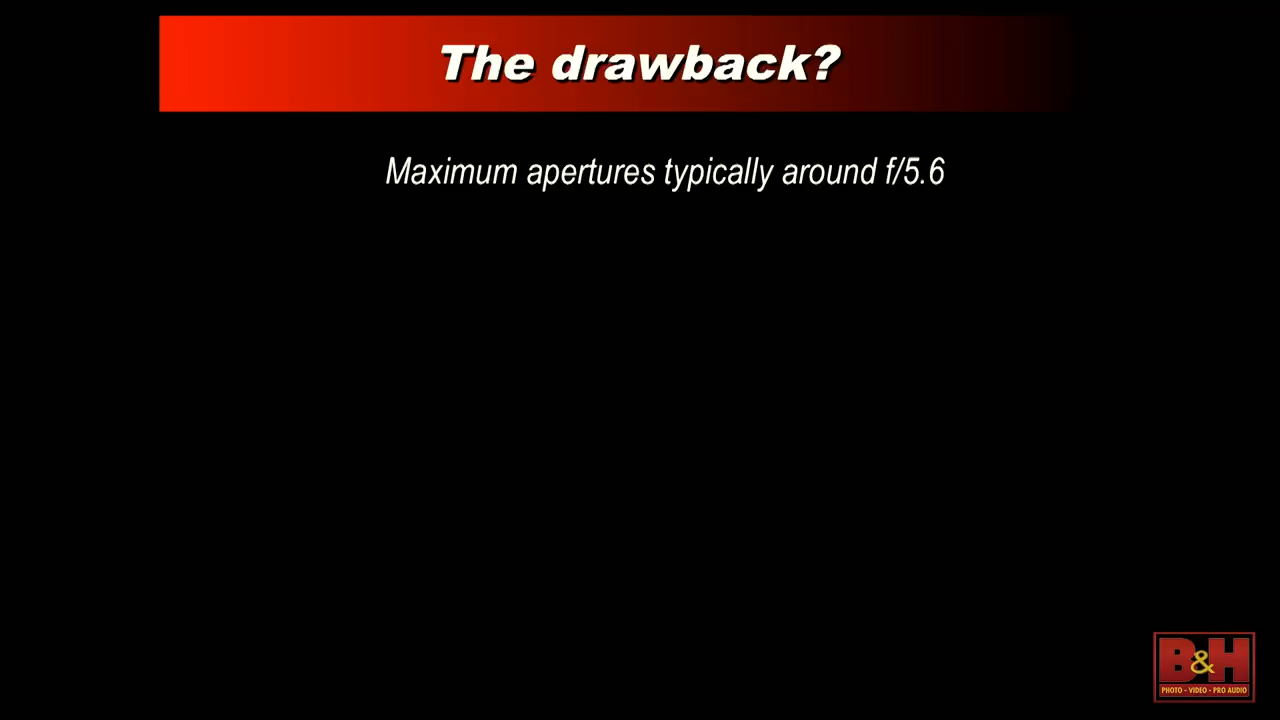 The drawback?
Maximum apertures typically around f/5.6
B&H
PHOTO - VIDEO - PRO AUDIO